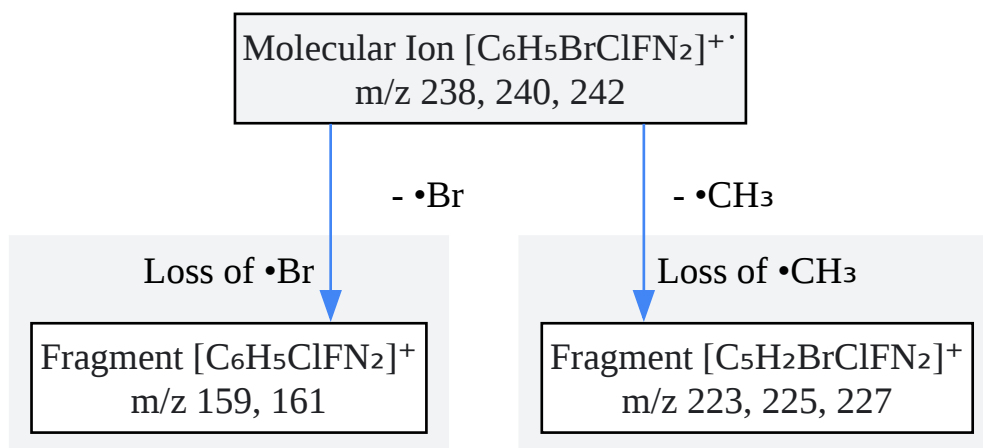 Molecular Ion [C₆H₅BrClFN₂]⁺˙
m/z 238, 240, 242
- •Br
- •CH₃
Loss of •Br
Loss of •CH₃
Fragment [C₆H₅ClFN₂]⁺
m/z 159, 161
Fragment [C₅H₂BrClFN₂]⁺
m/z 223, 225, 227